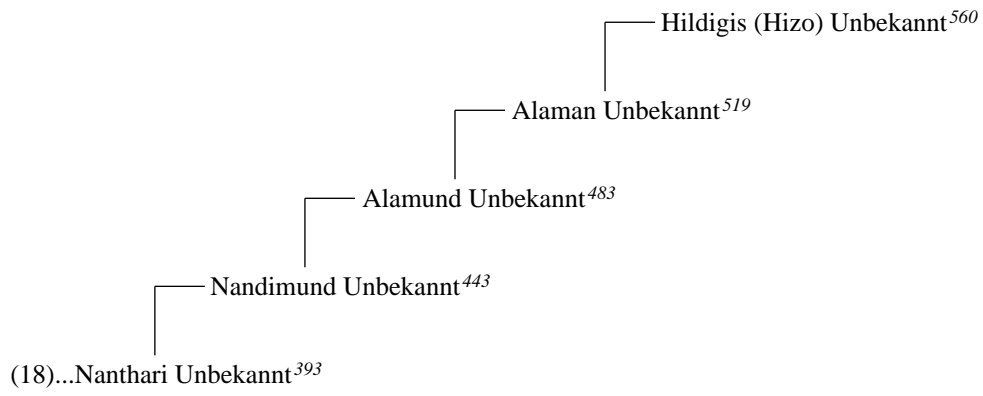 Hildigis (Hizo) Unbekannt560
Alaman Unbekannt519
Alamund Unbekannt483
Nandimund Unbekannt443
(18)...Nanthari Unbekannt393